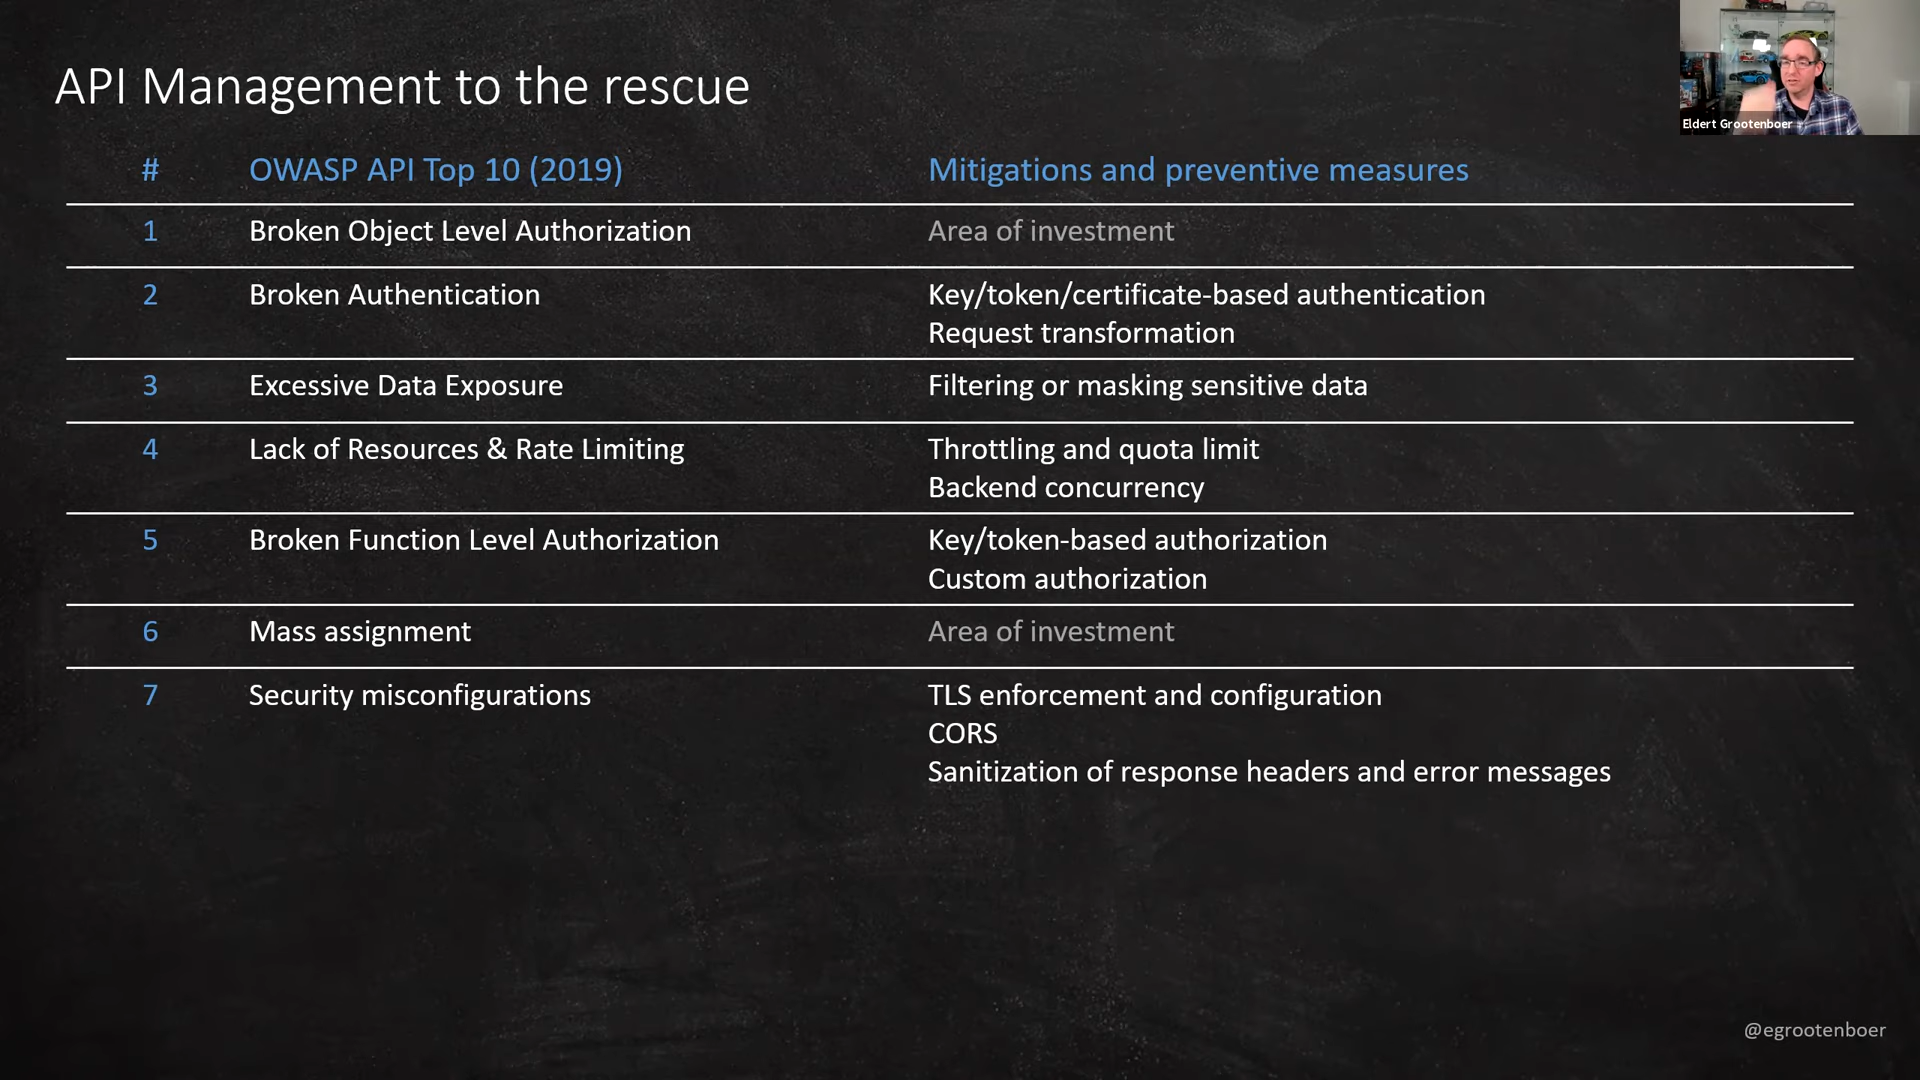 API Management to the rescue
Eldert Grootenboer
# OWASP API Top 10 (2019) Mitigations and preventive measures
1 Broken Object Level Authorization Area of investment
2 Broken Authentication Key/token/certificate-based authentication
Request transformation
3 Excessive Data Exposure Filtering or masking sensitive data
4 Lack of Resources & Rate Limiting Throttling and quota limit
Backend concurrency
5 Broken Function Level Authorization Key/token-based authorization
Custom authorization
6 Mass assignment Area of investment
7 Security misconfigurations TLS enforcement and configuration
CORS
Sanitization of response headers and error messages
@egrootenboer